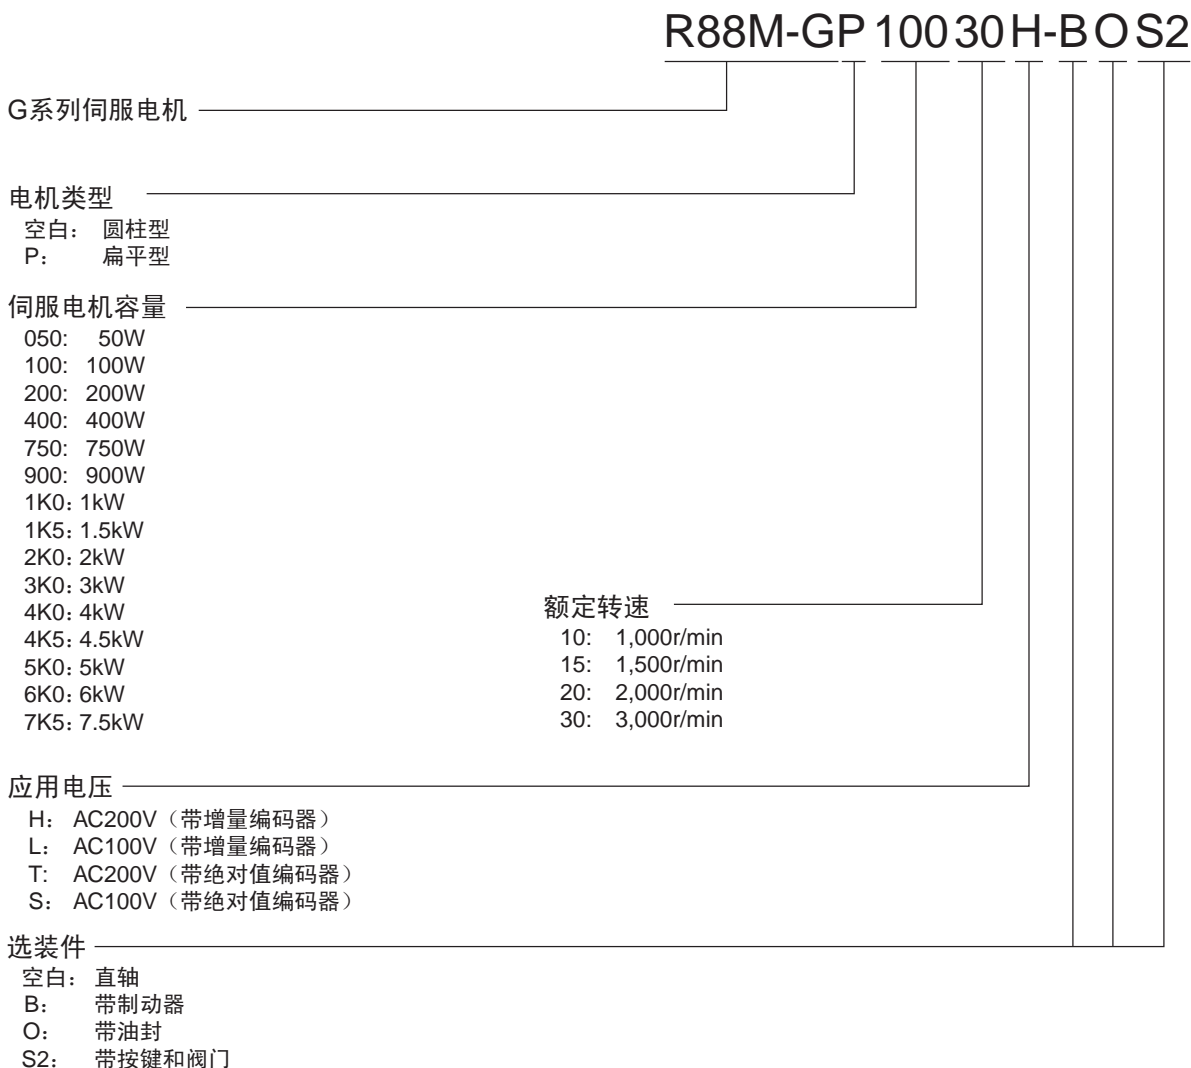 R88M-GP 100 30 H-B O S2
G系列伺服电机
电机类型
空白： 圆柱型
P： 扁平型
伺服电机容量
050: 50W
100: 100W
200: 200W
400: 400W
750: 750W
900: 900W
1K0：1kW
1K5：1.5kW
2K0：2kW
3K0：3kW
4K0：4kW
4K5：4.5kW
5K0：5kW
6K0：6kW
7K5：7.5kW
额定转速
10: 1,000r/min
15: 1,500r/min
20: 2,000r/min
30: 3,000r/min
应用电压
H： AC200V（带增量编码器）
L： AC100V（带增量编码器）
T: AC200V（带绝对值编码器）
S： AC100V（带绝对值编码器）
选装件
空白： 直轴
B： 带制动器
O： 带油封
S2： 带按键和阀门